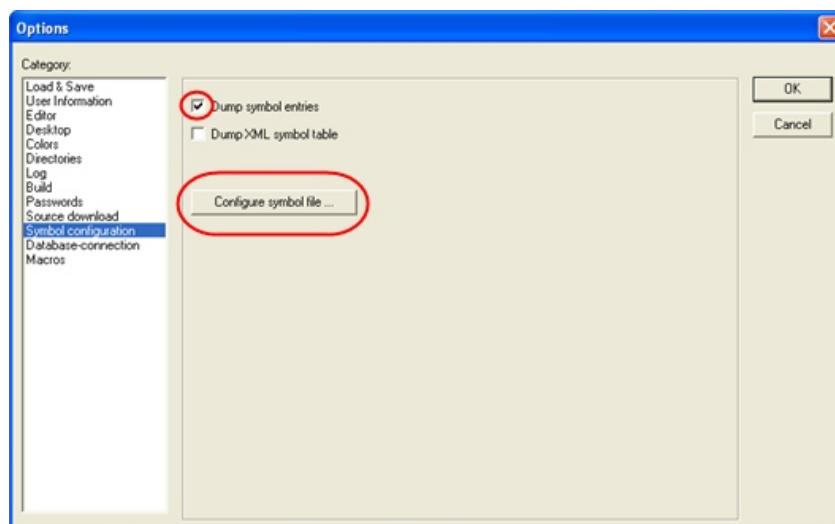 Options
Category:
Load & Save
User Information
Editor
Desktop
Colors
Directories
Log
Build
Passwords
Source download
Symbol configuration
Database-connection
Macros
Dump symbol entries
Dump XML symbol table
Configure symbol file ...
OK
Cancel